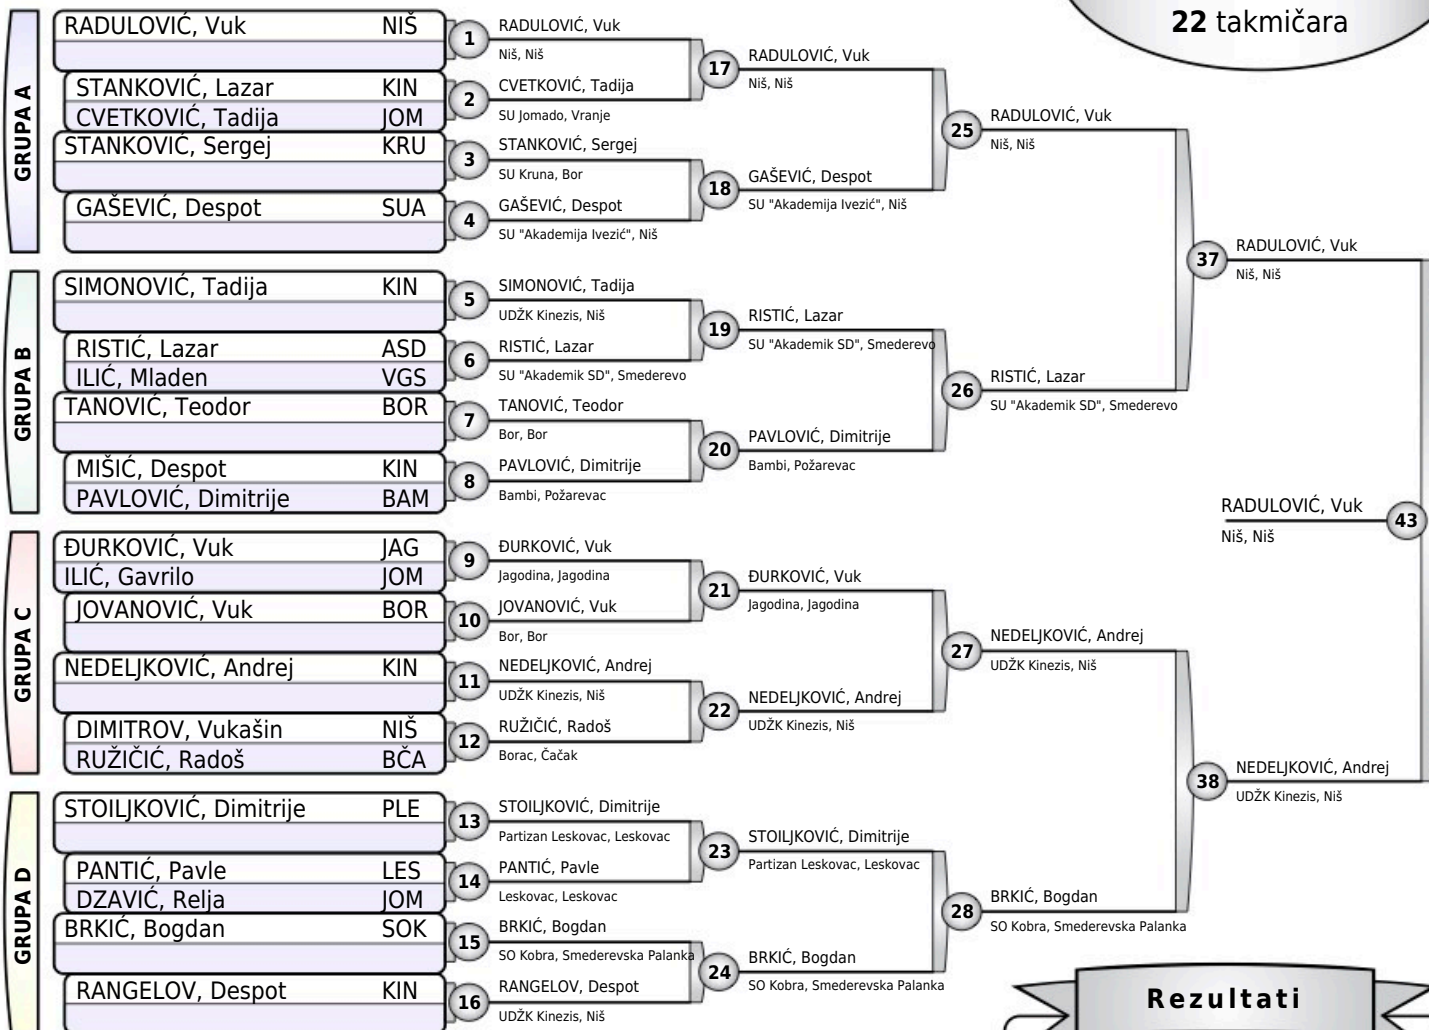 22 takmičara
GRUPA A
RADULOVIĆ, Vuk NIŠ
STANKOVIĆ, Lazar KIN
CVETKOVIĆ, Tadija JOM
STANKOVIĆ, Sergej KRU
GAŠEVIĆ, Despot SUA
GRUPA B
SIMONOVIĆ, Tadija KIN
RISTIĆ, Lazar ASD
ILIĆ, Mladen VGS
TANOVIĆ, Teodor BOR
MIŠIĆ, Despot KIN
PAVLOVIĆ, Dimitrije BAM
GRUPA C
ĐURKOVIĆ, Vuk JAG
ILIĆ, Gavrilo JOM
JOVANOVIĆ, Vuk BOR
NEDELJKOVIĆ, Andrej KIN
DIMITROV, Vukašin NIŠ
RUŽIČIĆ, Radoš BČA
GRUPA D
STOILJKOVIĆ, Dimitrije PLE
PANTIĆ, Pavle LES
DZAVIĆ, Relja JOM
BRKIĆ, Bogdan SOK
RANGELOV, Despot KIN
1 RADULOVIĆ, Vuk
Niš, Niš
2 CVETKOVIĆ, Tadija
SU Jomado, Vranje
3 STANKOVIĆ, Sergej
SU Kruna, Bor
4 GAŠEVIĆ, Despot
SU "Akademija Ivezić", Niš
5 SIMONOVIĆ, Tadija
UDŽK Kinezis, Niš
6 RISTIĆ, Lazar
SU "Akademik SD", Smederevo
7 TANOVIĆ, Teodor
Bor, Bor
8 PAVLOVIĆ, Dimitrije
Bambi, Požarevac
9 ĐURKOVIĆ, Vuk
Jagodina, Jagodina
10 JOVANOVIĆ, Vuk
Bor, Bor
11 NEDELJKOVIĆ, Andrej
UDŽK Kinezis, Niš
12 RUŽIČIĆ, Radoš
Borac, Čačak
13 STOILJKOVIĆ, Dimitrije
Partizan Leskovac, Leskovac
14 PANTIĆ, Pavle
Leskovac, Leskovac
15 BRKIĆ, Bogdan
SO Kobra, Smederevska Palanka
16 RANGELOV, Despot
UDŽK Kinezis, Niš
17 RADULOVIĆ, Vuk
Niš, Niš
18 GAŠEVIĆ, Despot
SU "Akademija Ivezić", Niš
19 RISTIĆ, Lazar
SU "Akademik SD", Smederevo
20 PAVLOVIĆ, Dimitrije
Bambi, Požarevac
21 ĐURKOVIĆ, Vuk
Jagodina, Jagodina
22 NEDELJKOVIĆ, Andrej
UDŽK Kinezis, Niš
23 STOILJKOVIĆ, Dimitrije
Partizan Leskovac, Leskovac
24 BRKIĆ, Bogdan
SO Kobra, Smederevska Palanka
25 RADULOVIĆ, Vuk
Niš, Niš
26 RISTIĆ, Lazar
SU "Akademik SD", Smederevo
27 NEDELJKOVIĆ, Andrej
UDŽK Kinezis, Niš
28 BRKIĆ, Bogdan
SO Kobra, Smederevska Palanka
37 RADULOVIĆ, Vuk
Niš, Niš
38 NEDELJKOVIĆ, Andrej
UDŽK Kinezis, Niš
RADULOVIĆ, Vuk 43
Niš, Niš
Rezultati